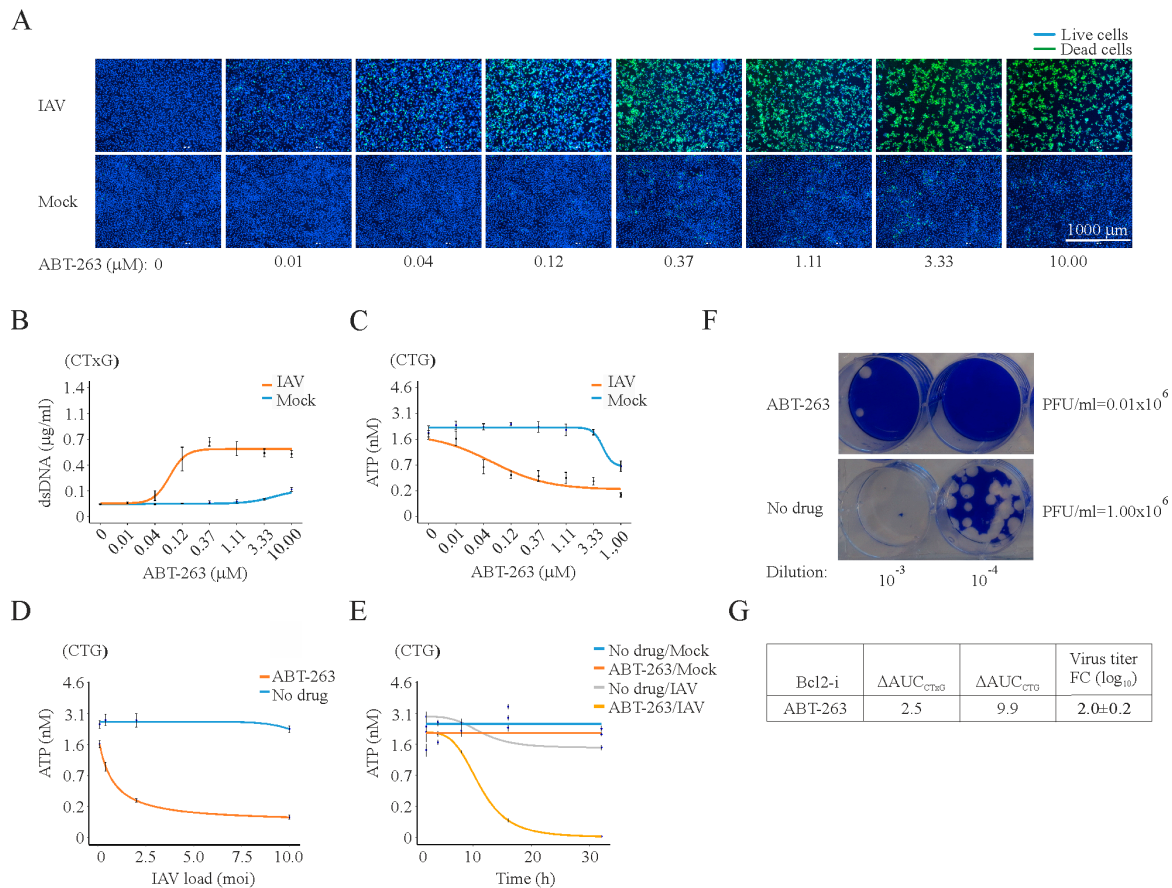 A
Live cells
Dead cells
IAV
Mock
1000 μm
ABT-263 (μM): 0 0.01 0.04 0.12 0.37 1.11 3.33 10.00
B
(CTxG)
IAV
Mock
1.4
1.1
0.7
0.4
0.1
0
dsDNA (μg/ml)
0 0.01 0.04 0.12 0.37 1.11 3.33 10.00
ABT-263 (μM)
C
(CTG)
IAV
Mock
4.6
3.1
1.6
0.7
0.2
0
ATP (nM)
0 0.01 0.04 0.12 0.37 1.11 3.33 1.,00
ABT-263 (μM)
F
ABT-263
PFU/ml=0.01x10⁶
No drug
PFU/ml=1.00x10⁶
Dilution: 10⁻³ 10⁻⁴
D
(CTG)
ABT-263
No drug
4.6
3.1
1.6
0.7
0.2
0
ATP (nM)
0 2.5 5.0 7.5 10.0
IAV load (moi)
E
(CTG)
No drug/Mock
ABT-263/Mock
No drug/IAV
ABT-263/IAV
4.6
3.1
1.6
0.7
0.2
0
ATP (nM)
0 10 20 30
Time (h)
G
Bcl2-i ΔAUC CTxG ΔAUC CTG Virus titer FC (log₁₀)
ABT-263 2.5 9.9 2.0±0.2